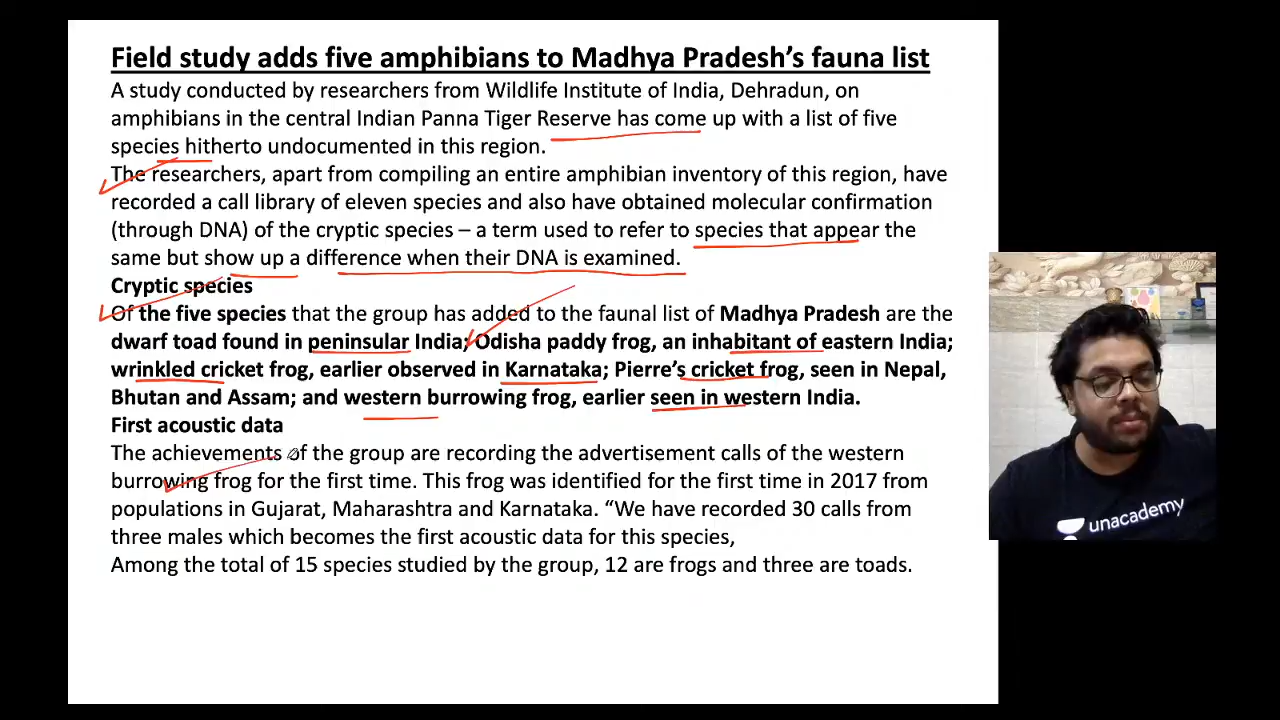 Field study adds five amphibians to Madhya Pradesh’s fauna list
A study conducted by researchers from Wildlife Institute of India, Dehradun, on
amphibians in the central Indian Panna Tiger Reserve has come up with a list of five
species hitherto undocumented in this region.
The researchers, apart from compiling an entire amphibian inventory of this region, have
recorded a call library of eleven species and also have obtained molecular confirmation
(through DNA) of the cryptic species – a term used to refer to species that appear the
same but show up a difference when their DNA is examined.
Cryptic species
Of the five species that the group has added to the faunal list of Madhya Pradesh are the
dwarf toad found in peninsular India; Odisha paddy frog, an inhabitant of eastern India;
wrinkled cricket frog, earlier observed in Karnataka; Pierre’s cricket frog, seen in Nepal,
Bhutan and Assam; and western burrowing frog, earlier seen in western India.
First acoustic data
The achievements of the group are recording the advertisement calls of the western
burrowing frog for the first time. This frog was identified for the first time in 2017 from
populations in Gujarat, Maharashtra and Karnataka. “We have recorded 30 calls from
three males which becomes the first acoustic data for this species,
Among the total of 15 species studied by the group, 12 are frogs and three are toads.
unacademy